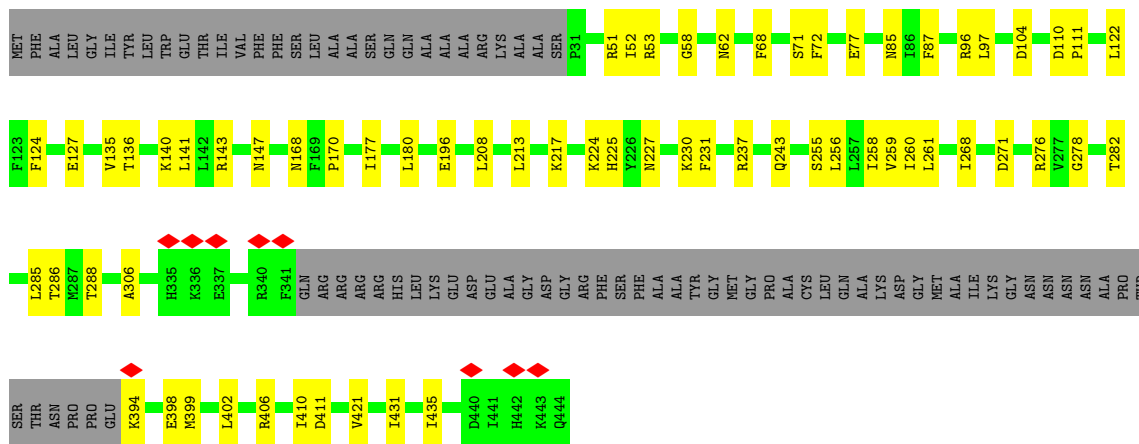 MET PHE ALA LEU GLY ILE TYR LEU TRP GLU THR ILE VAL PHE PHE SER LEU ALA ALA SER GLN GLN ALA ALA ALA ARG LYS ALA ALA SER P31 R51 I52 R53 G58 N62 F68 S71 F72 E77 N85 I86 F87 R96 L97 D104 D110 P111 L122
F123 F124 E127 V135 T136 K140 L141 L142 R143 N147 N168 F169 P170 I177 L180 E196 L208 L213 K217 K224 H225 Y226 N227 K230 F231 R237 Q243 S255 L256 L257 I258 V259 I260 L261 I268 D271 R276 V277 G278 T282
L285 T286 M287 T288 A306 H335 K336 E337 R340 F341 GLN ARG ARG ARG ARG HIS LEU LYS GLU ASP GLU ALA GLY ASP GLY ARG PHE SER PHE ALA ALA TYR GLY MET GLY PRO ALA CYS LEU GLN ALA LYS ASP GLY MET ALA ILE LYS GLY ASN ASN ASN ASN ALA PRO
SER THR ASN PRO PRO GLU K394 E398 M399 L402 R406 I410 D411 V421 I431 I435 D440 I441 H442 K443 Q444